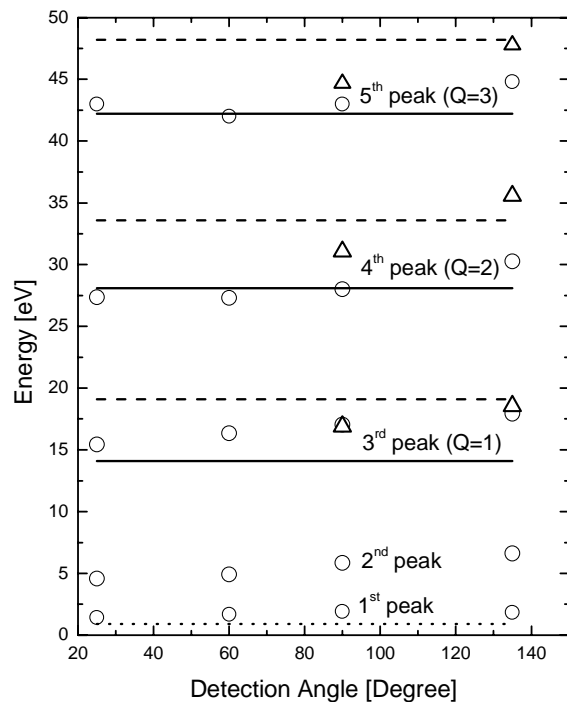 50
45
40
35
30
25
20
15
10
5
0
Energy [eV]
5th peak (Q=3)
4th peak (Q=2)
3rd peak (Q=1)
2nd peak
1st peak
20 40 60 80 100 120 140
Detection Angle [Degree]